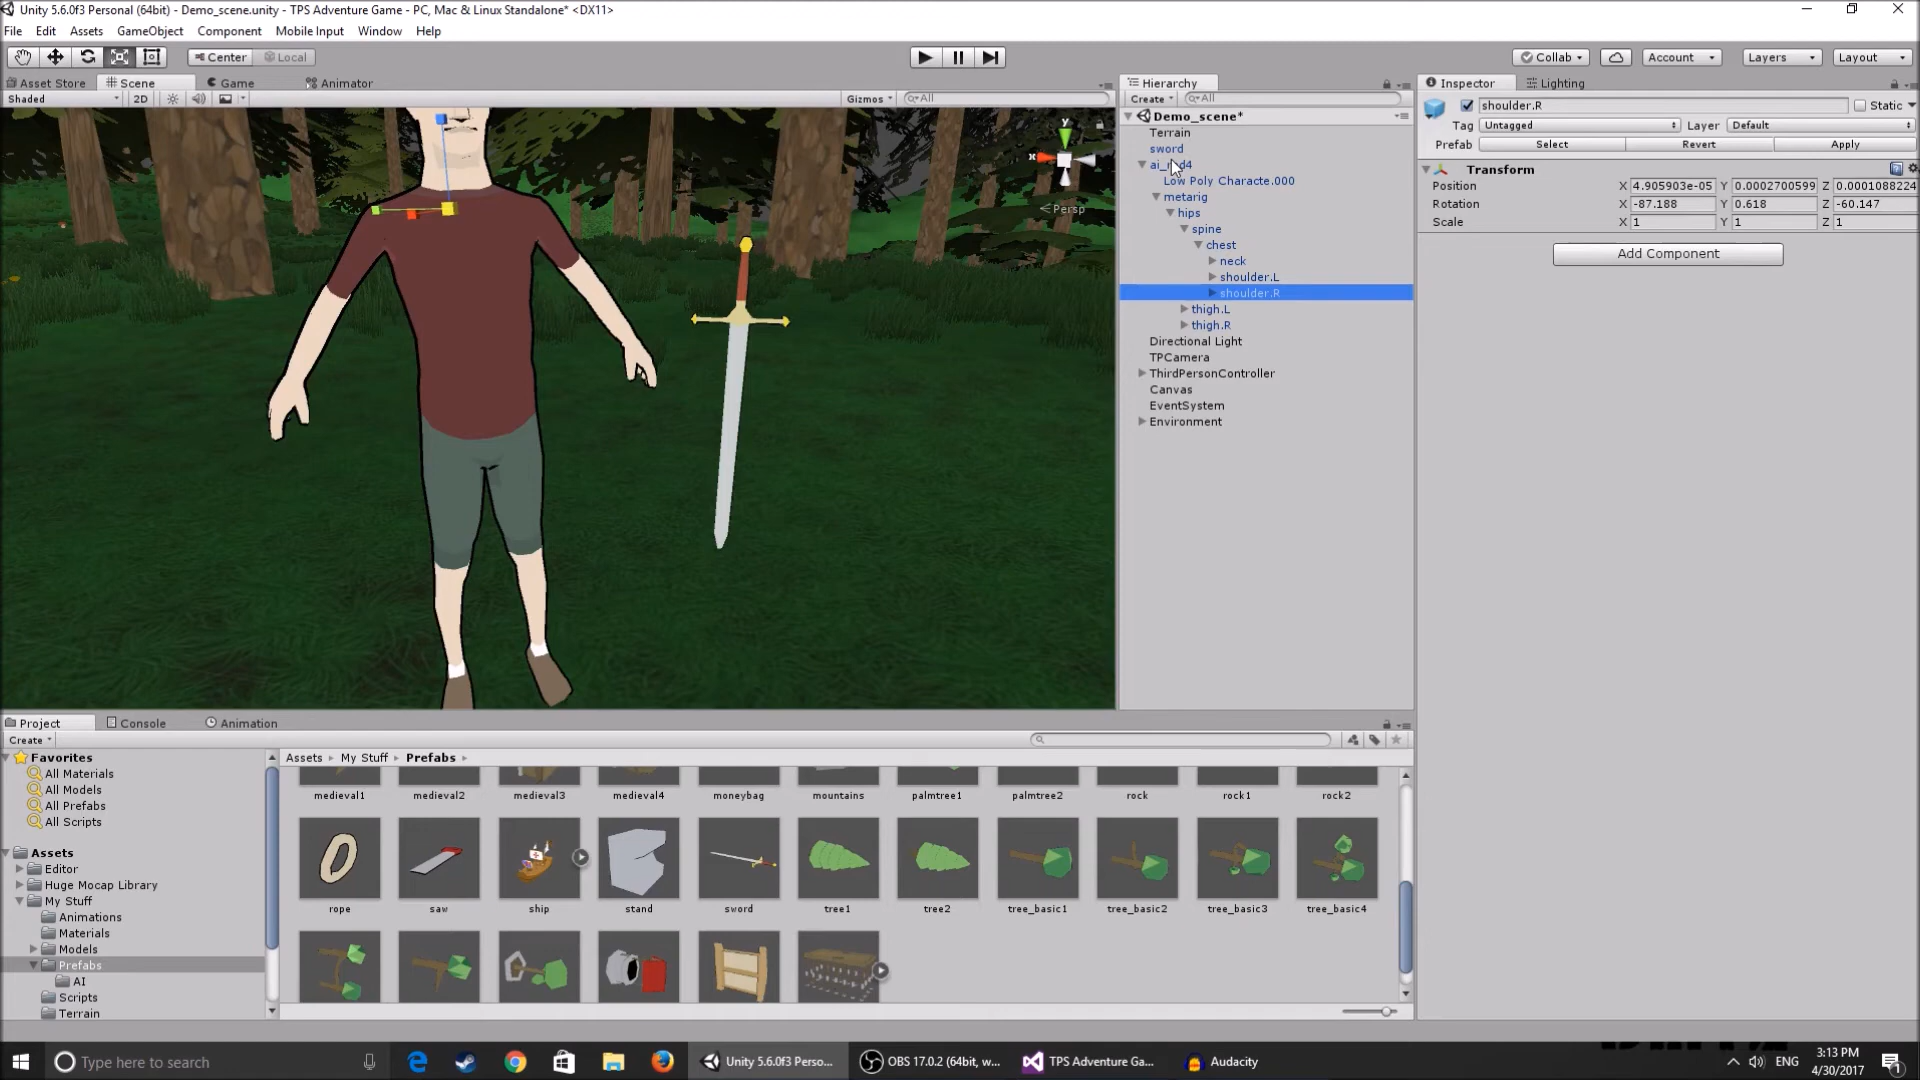 Unity 5.6.0f3 Personal (64bit) - Demo_scene.unity - TPS Adventure Game - PC, Mac & Linux Standalone* <DX11>
File Edit Assets GameObject Component Mobile Input Window Help
Center Local Collab Account Layers Layout
Asset Store Scene Game Animator Hierarchy Inspector Lighting
Shaded 2D Gizmos All Create All shoulder.R Static
Demo_scene*
Tag Untagged Layer Default
Terrain
sword
Prefab Select Revert Apply
Low Poly Characte.000
Transform
Position X 4.905903e-05 Y 0.0002700599 Z 0.0001088224
metarig
Rotation X -87.188 Y 0.618 Z -60.147
hips
Scale X 1 Y 1 Z 1
spine
chest
neck
Add Component
shoulder.L
shoulder.R
thigh.L
thigh.R
Directional Light
TPCamera
ThirdPersonController
Canvas
EventSystem
Environment
y
x
Persp
Project Console Animation
Create
Favorites
All Materials
All Models
All Prefabs
All Scripts
Assets
Editor
Huge Mocap Library
My Stuff
Animations
Materials
Models
Prefabs
AI
Scripts
Terrain
Assets My Stuff Prefabs
medieval1 medieval2 medieval3 medieval4 moneybag mountains palmtree1 palmtree2 rock rock1 rock2
rope saw ship stand sword tree1 tree2 tree_basic1 tree_basic2 tree_basic3 tree_basic4
Type here to search
Unity 5.6.0f3 Perso...
OBS 17.0.2 (64bit, w...
TPS Adventure Ga...
Audacity
ENG
3:13 PM
4/30/2017
1